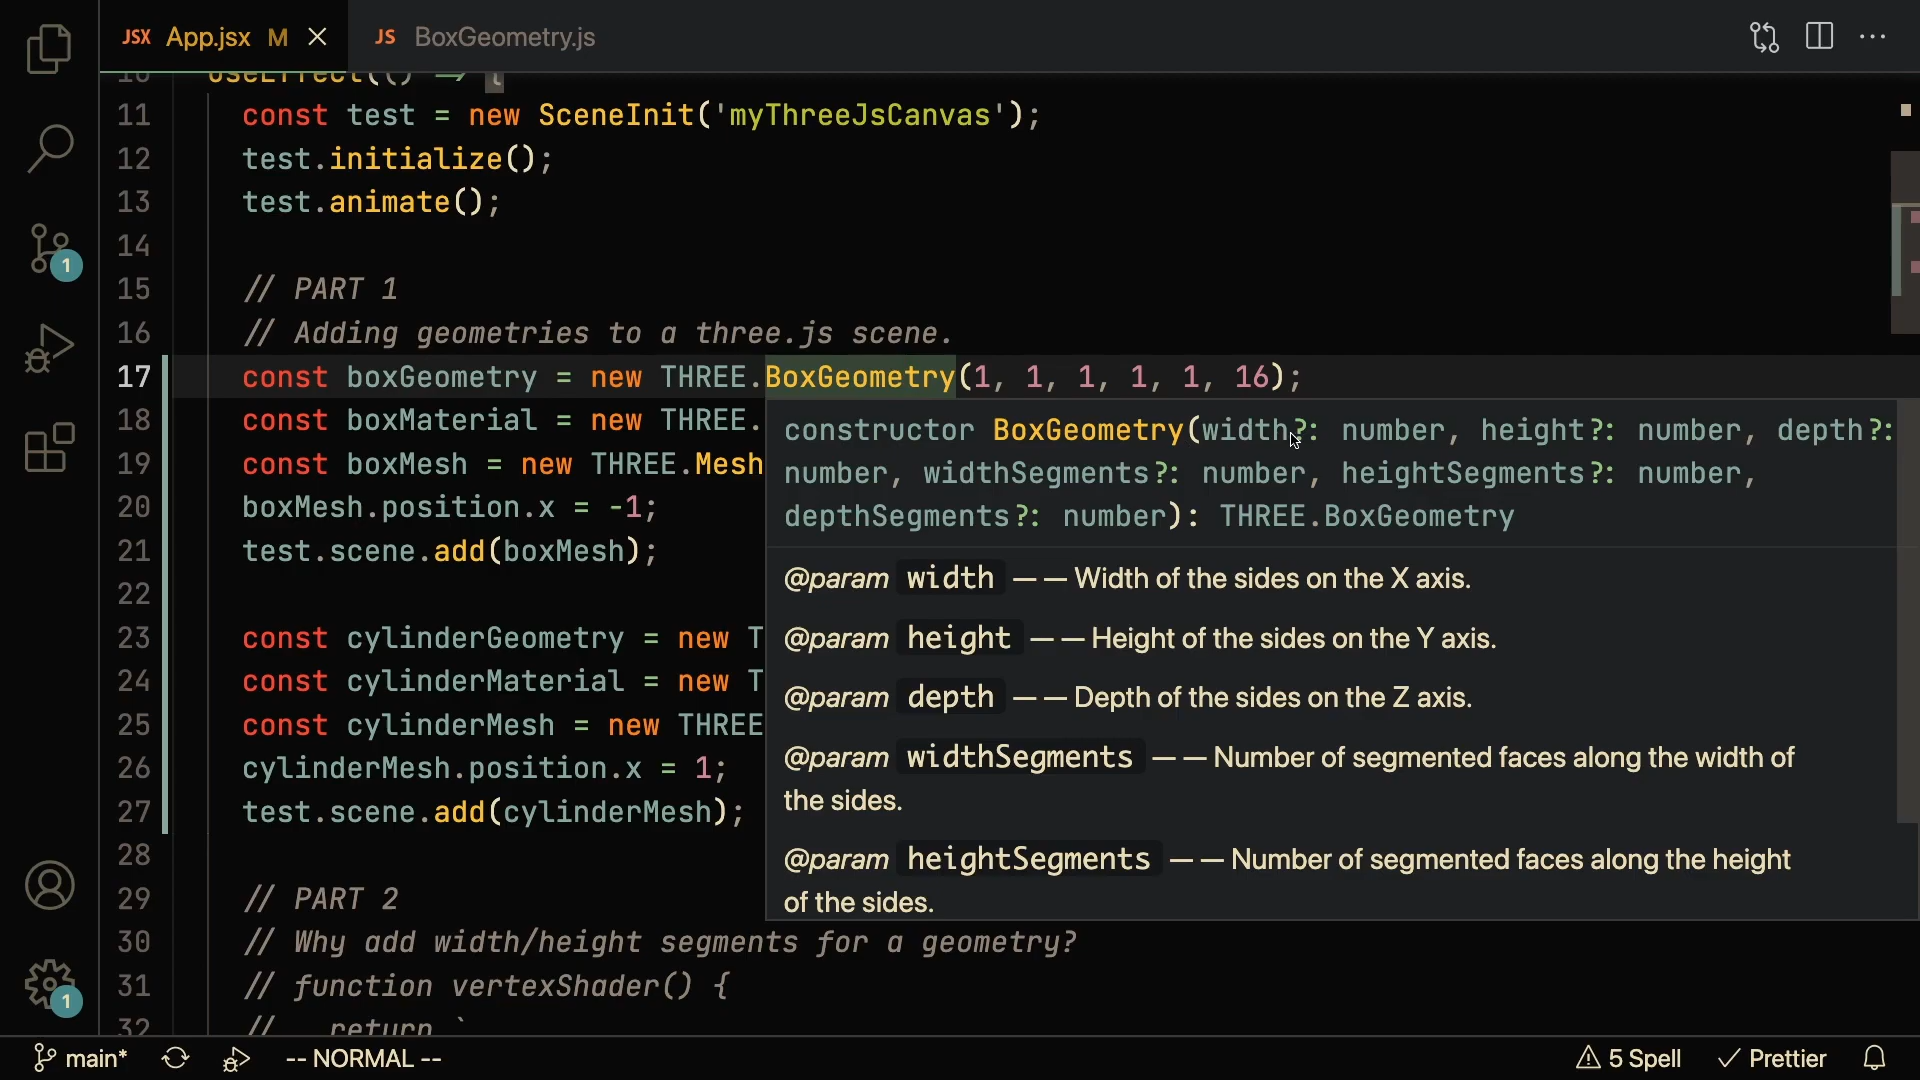 JSX App.jsx M
JS BoxGeometry.js
10 useEffect(() => {
11 const test = new SceneInit('myThreeJsCanvas');
12 test.initialize();
13 test.animate();
14
15 // PART 1
16 // Adding geometries to a three.js scene.
17 const boxGeometry = new THREE.BoxGeometry(1, 1, 1, 1, 1, 16);
18 const boxMaterial = new THREE.
19 const boxMesh = new THREE.Mesh
20 boxMesh.position.x = -1;
21 test.scene.add(boxMesh);
22
23 const cylinderGeometry = new T
24 const cylinderMaterial = new T
25 const cylinderMesh = new THREE
26 cylinderMesh.position.x = 1;
27 test.scene.add(cylinderMesh);
28
29 // PART 2
30 // Why add width/height segments for a geometry?
31 // function vertexShader() {
32 // return `
constructor BoxGeometry(width?: number, height?: number, depth?:
number, widthSegments?: number, heightSegments?: number,
depthSegments?: number): THREE.BoxGeometry
@param width — — Width of the sides on the X axis.
@param height — — Height of the sides on the Y axis.
@param depth — — Depth of the sides on the Z axis.
@param widthSegments — — Number of segmented faces along the width of
the sides.
@param heightSegments — — Number of segmented faces along the height
of the sides.
1
1
main*
-- NORMAL --
5 Spell
Prettier